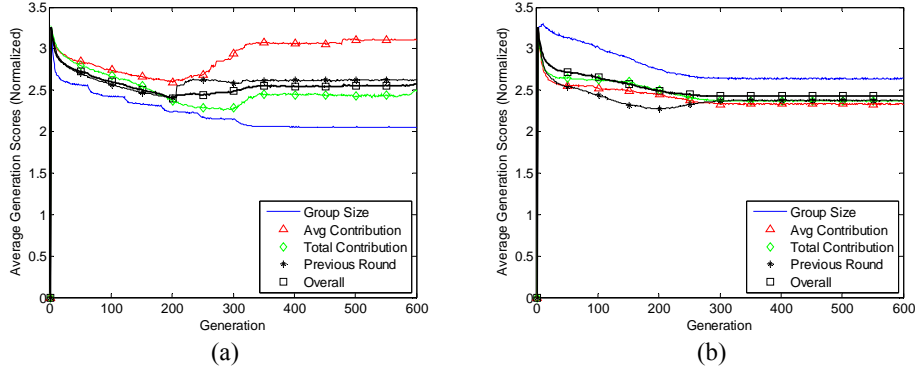 3.5
3
2.5
2
1.5
1
0.5
0
Average Generation Scores (Normalized)
0 100 200 300 400 500 600
Generation
Group Size
Avg Contribution
Total Contribution
Previous Round
Overall
(a)
3.5
3
2.5
2
1.5
1
0.5
0
Average Generation Scores (Normalized)
0 100 200 300 400 500 600
Generation
Group Size
Avg Contribution
Total Contribution
Previous Round
Overall
(b)